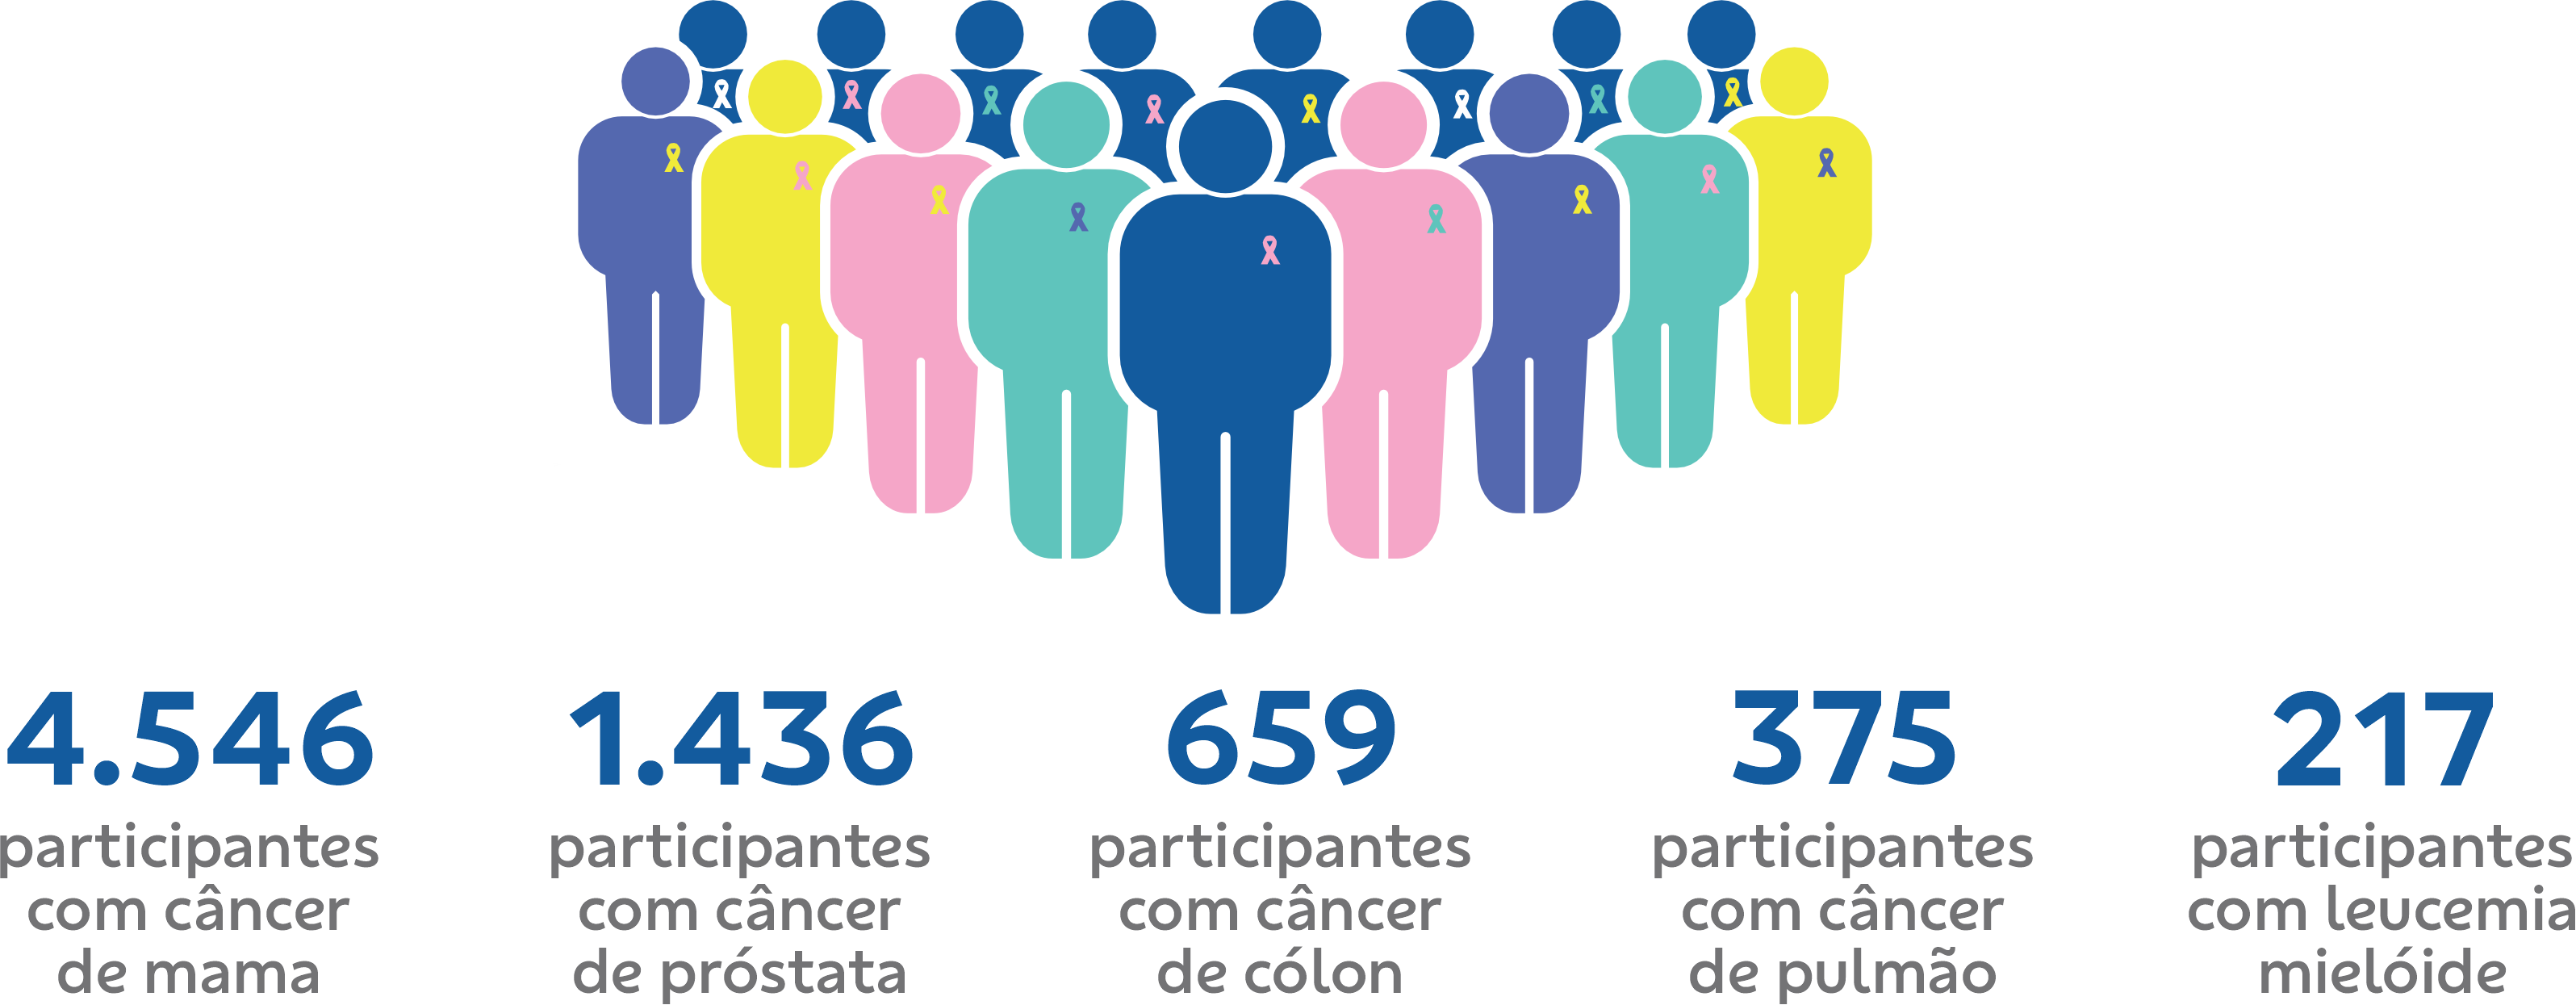 4.546
participantes
com câncer
de mama
1.436
participantes
com câncer
de próstata
659
participantes
com câncer
de cólon
375
participantes
com câncer
de pulmão
217
participantes
com leucemia
mielóide